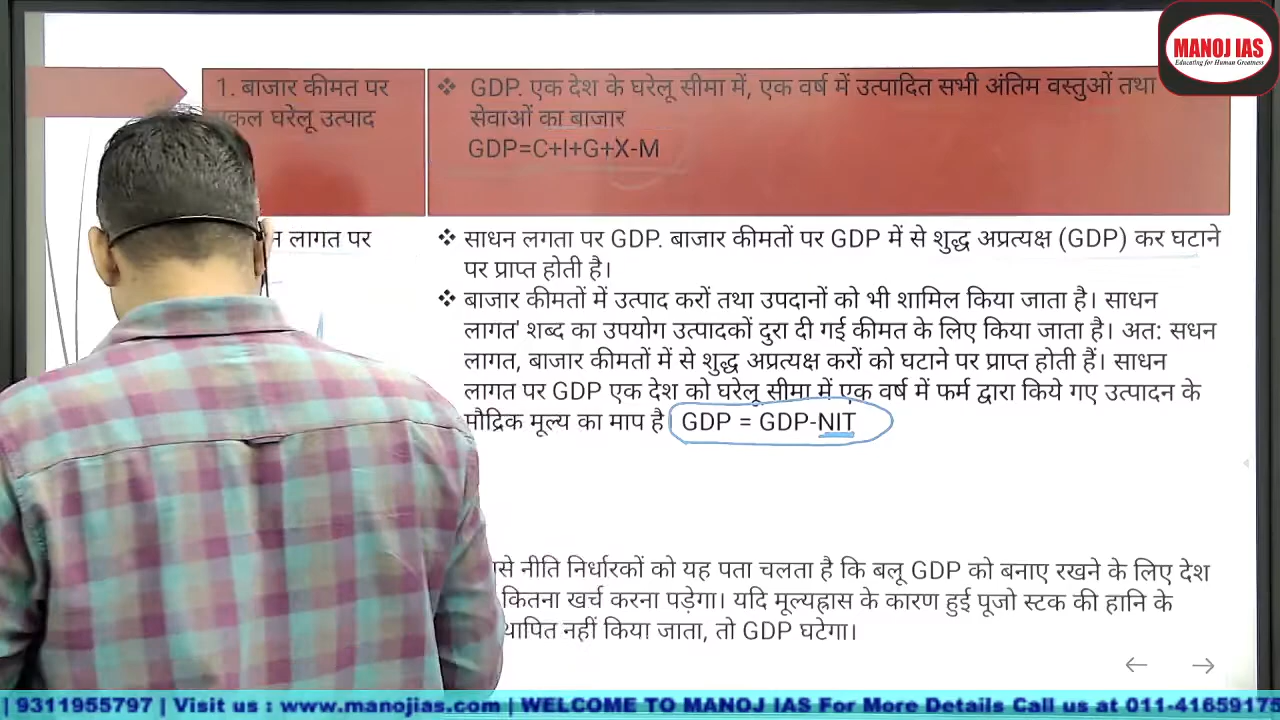 MANOJ IAS
Educating for Human Greatness
1. बाजार कीमत पर
सकल घरेलू उत्पाद
❖ GDP. एक देश के घरेलू सीमा में, एक वर्ष में उत्पादित सभी अंतिम वस्तुओं तथा
सेवाओं का बाजार
GDP=C+I+G+X-M
लागत पर
❖ साधन लगता पर GDP. बाजार कीमतों पर GDP में से शुद्ध अप्रत्यक्ष (GDP) कर घटाने
पर प्राप्त होती है।
❖ बाजार कीमतों में उत्पाद करों तथा उपदानों को भी शामिल किया जाता है। साधन
लागत' शब्द का उपयोग उत्पादकों दुरा दी गई कीमत के लिए किया जाता है। अत: सधन
लागत, बाजार कीमतों में से शुद्ध अप्रत्यक्ष करों को घटाने पर प्राप्त होती हैं। साधन
लागत पर GDP एक देश को घरेलू सीमा में एक वर्ष में फर्म द्वारा किये गए उत्पादन के
मौद्रिक मूल्य का माप है GDP = GDP-NIT
से नीति निर्धारकों को यह पता चलता है कि बलू GDP को बनाए रखने के लिए देश
कितना खर्च करना पड़ेगा। यदि मूल्यह्रास के कारण हुई पूजो स्टक की हानि के
नहीं किया जाता, तो GDP घटेगा।
| 9311955797 | Visit us : www.manojias.com | WELCOME TO MANOJ IAS For More Details Call us at 011-41659175